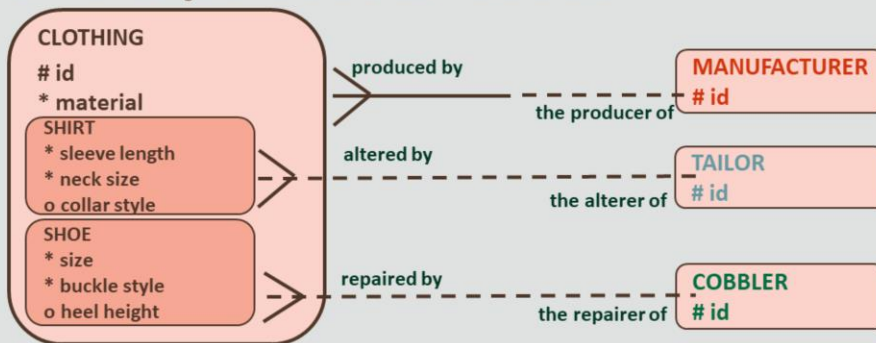 CLOTHING
# id
* material
SHIRT
* sleeve length
* neck size
o collar style
SHOE
* size
* buckle style
o heel height
produced by
the producer of
MANUFACTURER
# id
altered by
the alterer of
TAILOR
# id
repaired by
the repairer of
COBBLER
# id